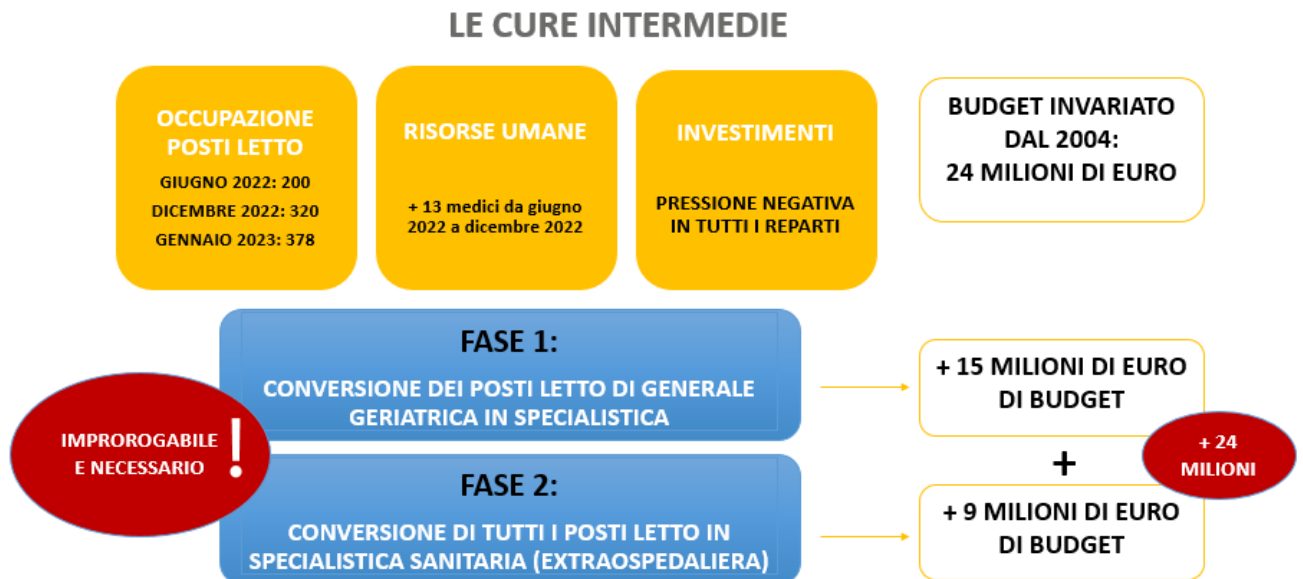 LE CURE INTERMEDIE
OCCUPAZIONE
POSTI LETTO
GIUGNO 2022: 200
DICEMBRE 2022: 320
GENNAIO 2023: 378
RISORSE UMANE
+ 13 medici da giugno
2022 a dicembre 2022
INVESTIMENTI
PRESSIONE NEGATIVA
IN TUTTI I REPARTI
BUDGET INVARIATO
DAL 2004:
24 MILIONI DI EURO
IMPROROGABILE
E NECESSARIO
!
FASE 1:
CONVERSIONE DEI POSTI LETTO DI GENERALE
GERIATRICA IN SPECIALISTICA
+ 15 MILIONI DI EURO
DI BUDGET
+
+ 24
MILIONI
FASE 2:
CONVERSIONE DI TUTTI I POSTI LETTO IN
SPECIALISTICA SANITARIA (EXTRAOSPEDALIERA)
+ 9 MILIONI DI EURO
DI BUDGET